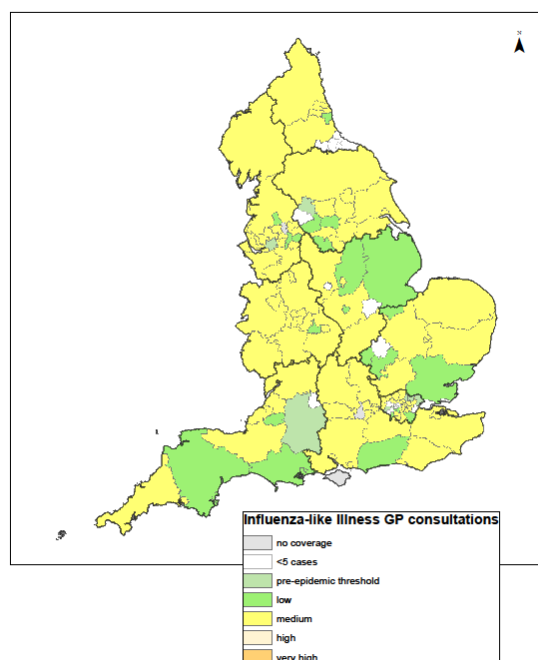 N
Influenza-like Illness GP consultations
no coverage
<5 cases
pre-epidemic threshold
low
medium
high
very high